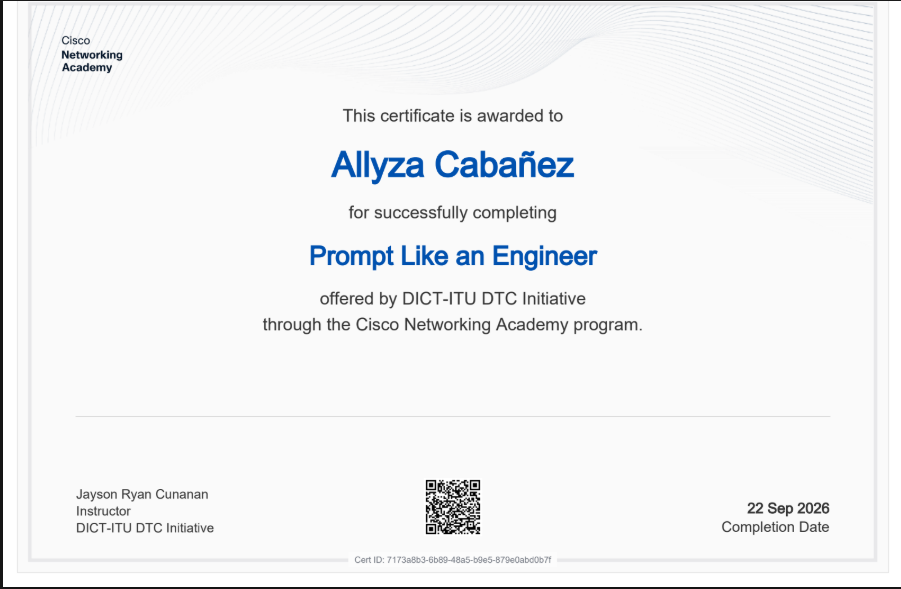 Cisco
Networking
Academy
This certificate is awarded to
Allyza Cabañez
for successfully completing
Prompt Like an Engineer
offered by DICT-ITU DTC Initiative
through the Cisco Networking Academy program.
Jayson Ryan Cunanan
Instructor
DICT-ITU DTC Initiative
22 Sep 2026
Completion Date
Cert ID: 7173a8b3-6b89-48a5-b9e5-879e0abd0b7f